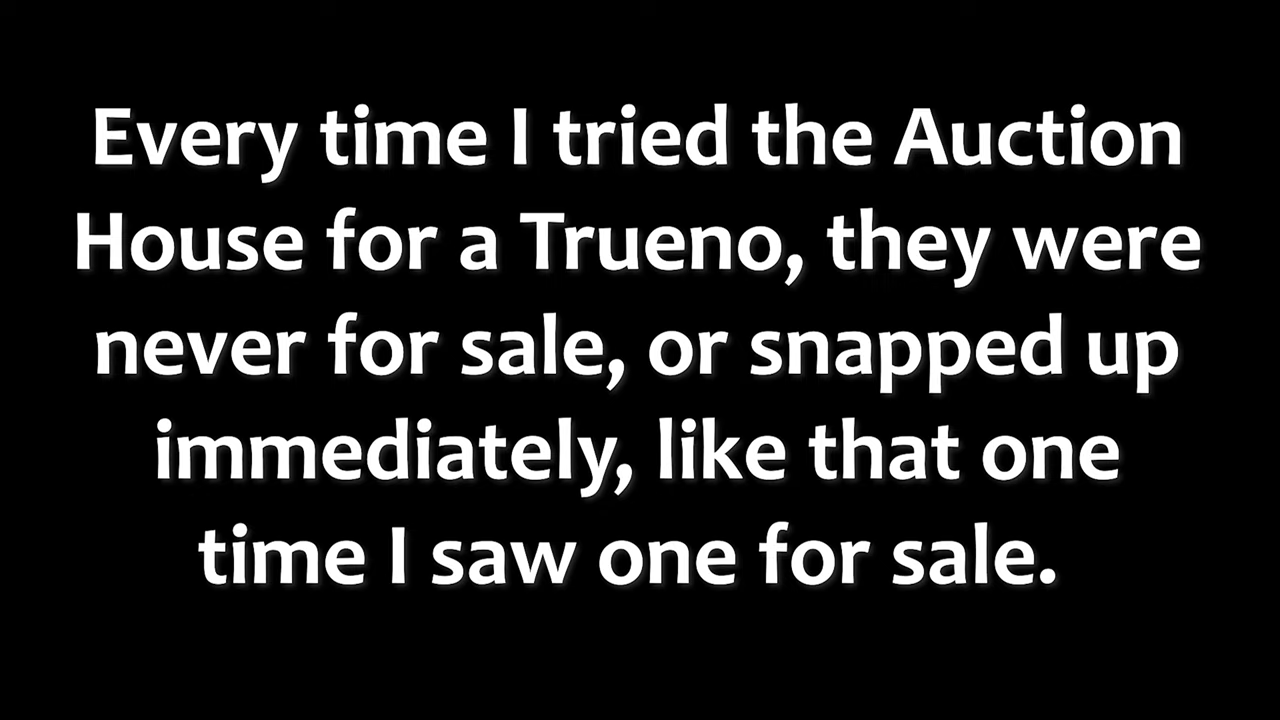 Every time I tried the Auction
House for a Trueno, they were
never for sale, or snapped up
immediately, like that one
time I saw one for sale.